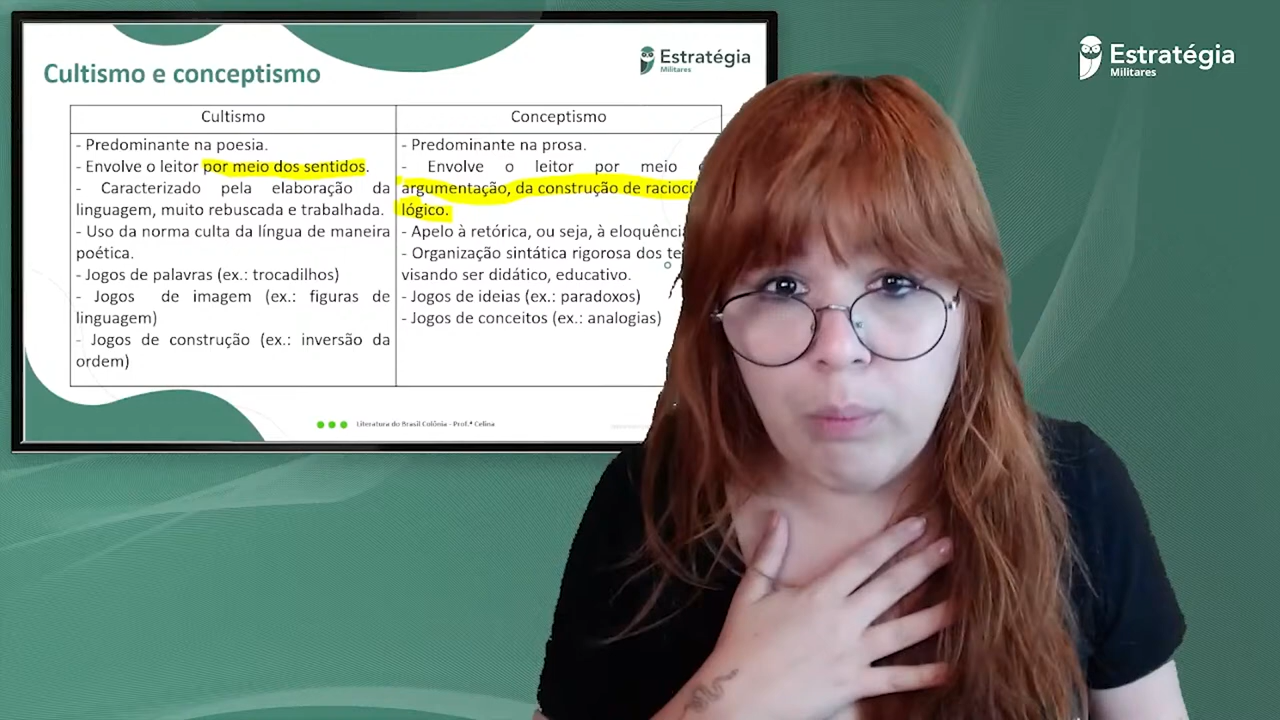 Cultismo e conceptismo
Estratégia
Militares
Estratégia
Militares
Cultismo
- Predominante na poesia.
- Envolve o leitor por meio dos sentidos.
- Caracterizado pela elaboração da
linguagem, muito rebuscada e trabalhada.
- Uso da norma culta da língua de maneira
poética.
- Jogos de palavras (ex.: trocadilhos)
- Jogos de imagem (ex.: figuras de
linguagem)
- Jogos de construção (ex.: inversão da
ordem)
Conceptismo
- Predominante na prosa.
- Envolve o leitor por meio
argumentação, da construção de
lógico.
- Apelo à retórica, ou seja, à
- Organização sintática rigorosa dos
visando ser didático, educativo.
- Jogos de ideias (ex.: paradoxos)
- Jogos de conceitos (ex.: analogias)
Literatura do Brasil Colônia - Prof.ª Celina